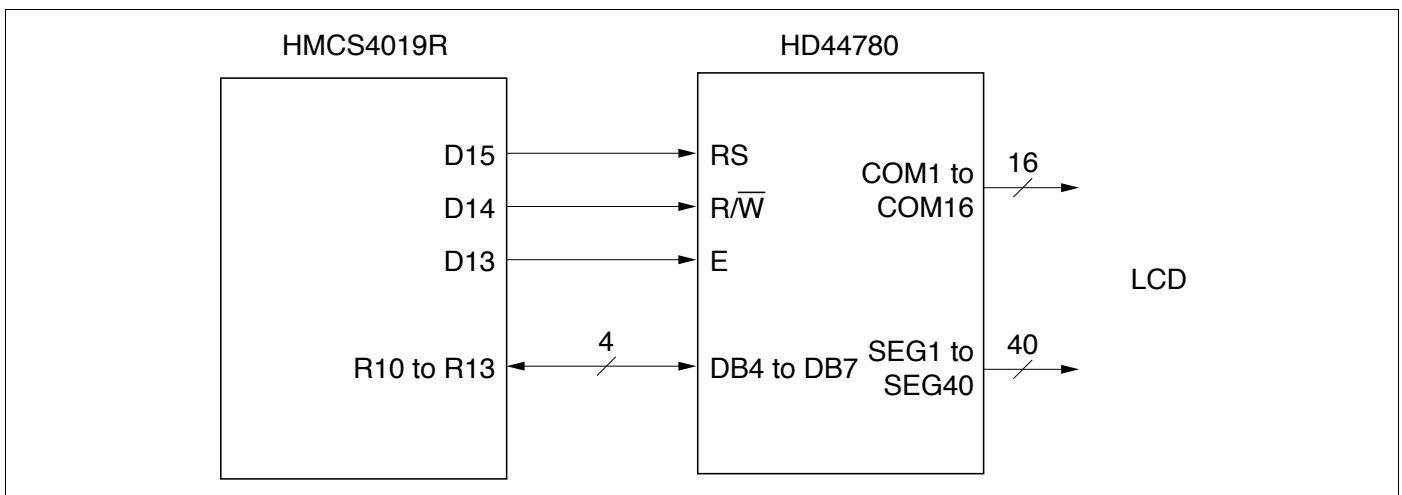 HMCS4019R
HD44780
D15
RS
D14
R/W̅
D13
E
R10 to R13
4
DB4 to DB7
COM1 to
COM16
16
SEG1 to
SEG40
40
LCD